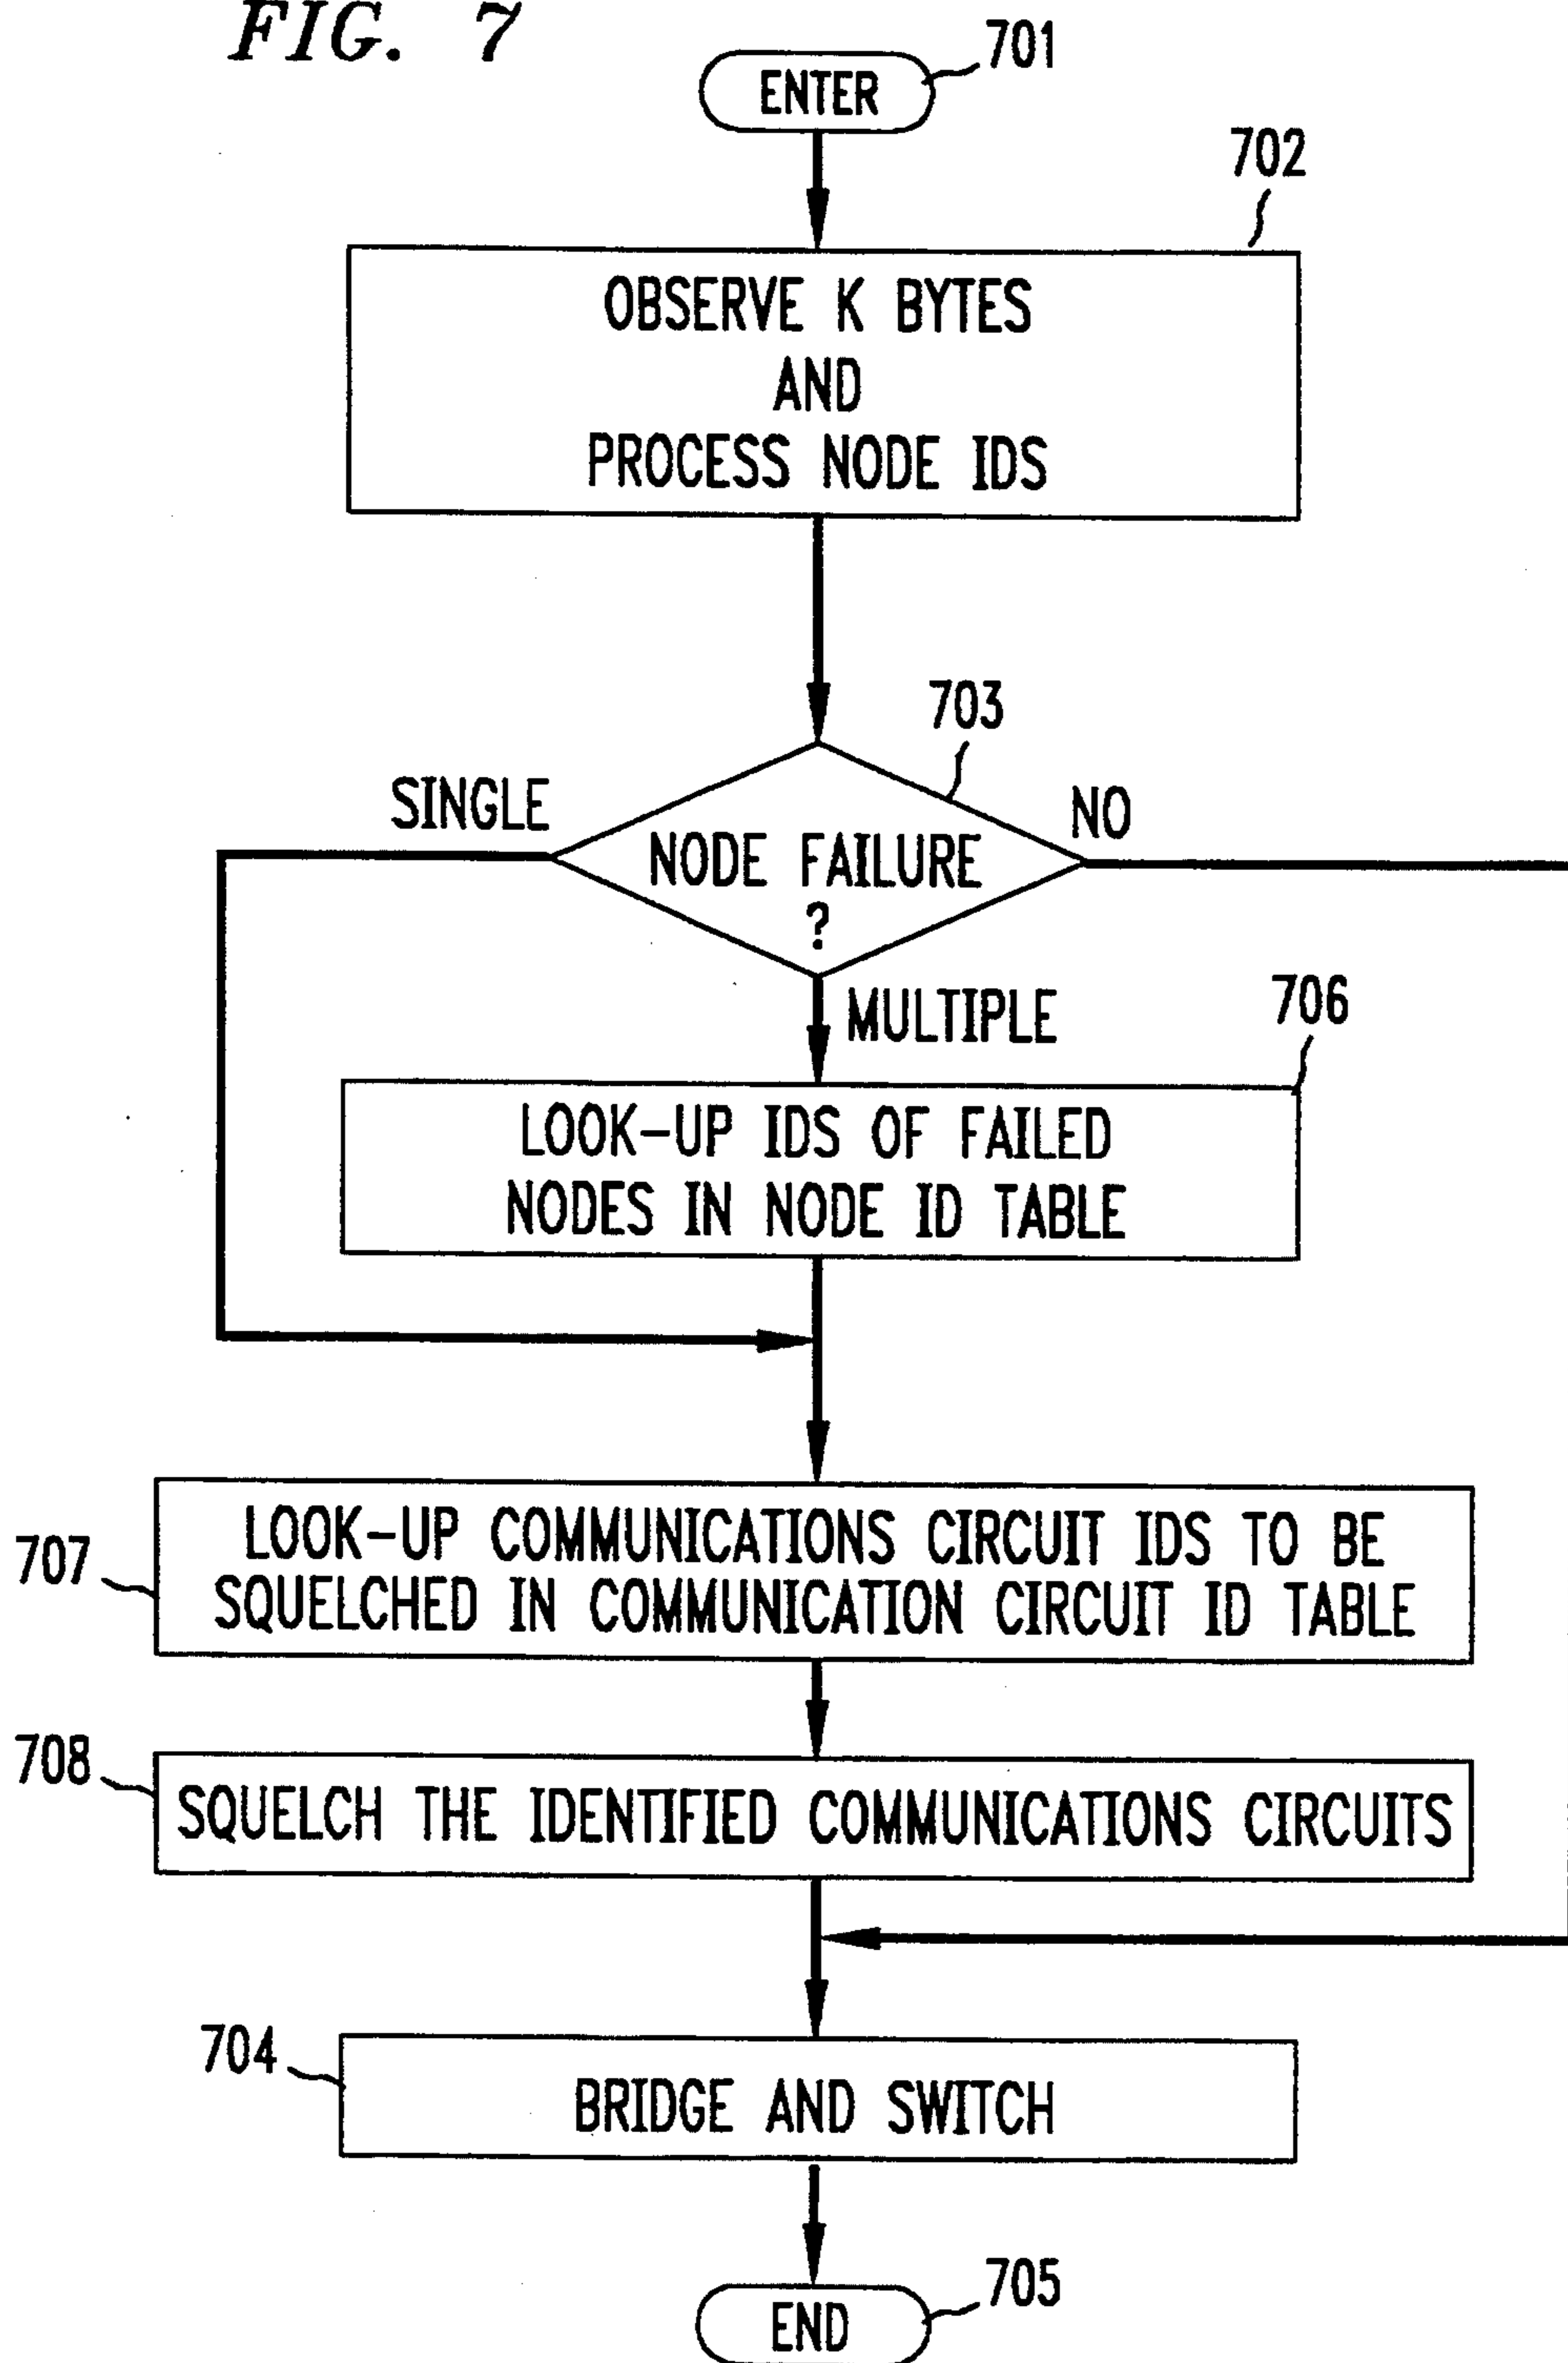 FIG. 7
701
ENTER
702
OBSERVE K BYTES
AND
PROCESS NODE IDS
703
SINGLE
NO
NODE FAILURE
?
MULTIPLE
706
LOOK-UP IDS OF FAILED
NODES IN NODE ID TABLE
707
LOOK-UP COMMUNICATIONS CIRCUIT IDS TO BE
SQUELCHED IN COMMUNICATION CIRCUIT ID TABLE
708
SQUELCH THE IDENTIFIED COMMUNICATIONS CIRCUITS
704
BRIDGE AND SWITCH
705
END